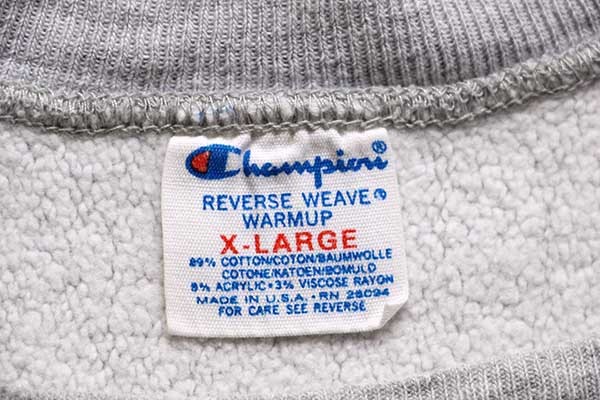 Champion®
REVERSE WEAVE®
WARMUP
X-LARGE
89% COTTON/COTON/BAUMWOLLE
COTONE/KATOEN/BOMULD
8% ACRYLIC • 3% VISCOSE RAYON
MADE IN U.S.A. • RN 26094
FOR CARE SEE REVERSE